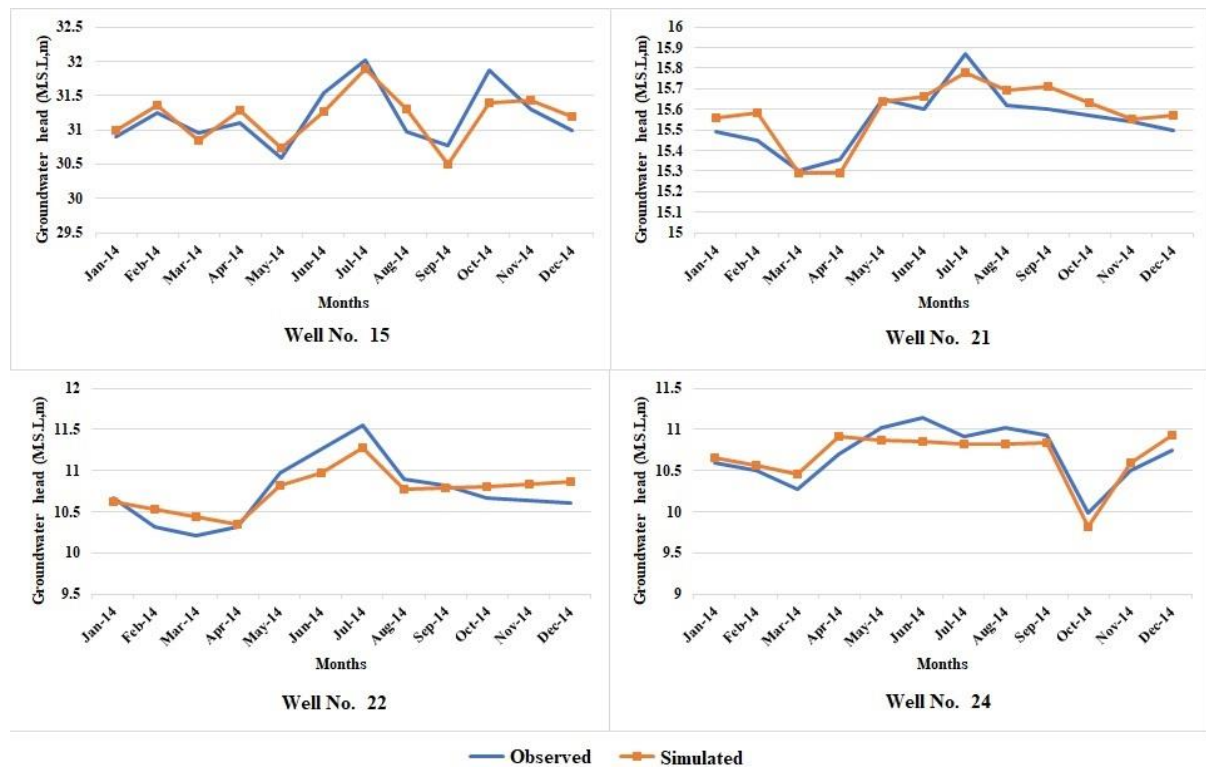 Groundwater head (M.S.L,m)
32.5
32
31.5
31
30.5
30
29.5
Jan-14 Feb-14 Mar-14 Apr-14 May-14 Jun-14 Jul-14 Aug-14 Sep-14 Oct-14 Nov-14 Dec-14
Months
Well No. 15
Groundwater head (M.S.L,m)
16
15.9
15.8
15.7
15.6
15.5
15.4
15.3
15.2
15.1
15
Jan-14 Feb-14 Mar-14 Apr-14 May-14 Jun-14 Jul-14 Aug-14 Sep-14 Oct-14 Nov-14 Dec-14
Months
Well No. 21
Groundwater head (M.S.L,m)
12
11.5
11
10.5
10
9.5
Jan-14 Feb-14 Mar-14 Apr-14 May-14 Jun-14 Jul-14 Aug-14 Sep-14 Oct-14 Nov-14 Dec-14
Months
Well No. 22
Groundwater head (M.S.L,m)
11.5
11
10.5
10
9.5
9
Jan-14 Feb-14 Mar-14 Apr-14 May-14 Jun-14 Jul-14 Aug-14 Sep-14 Oct-14 Nov-14 Dec-14
Months
Well No. 24
Observed Simulated